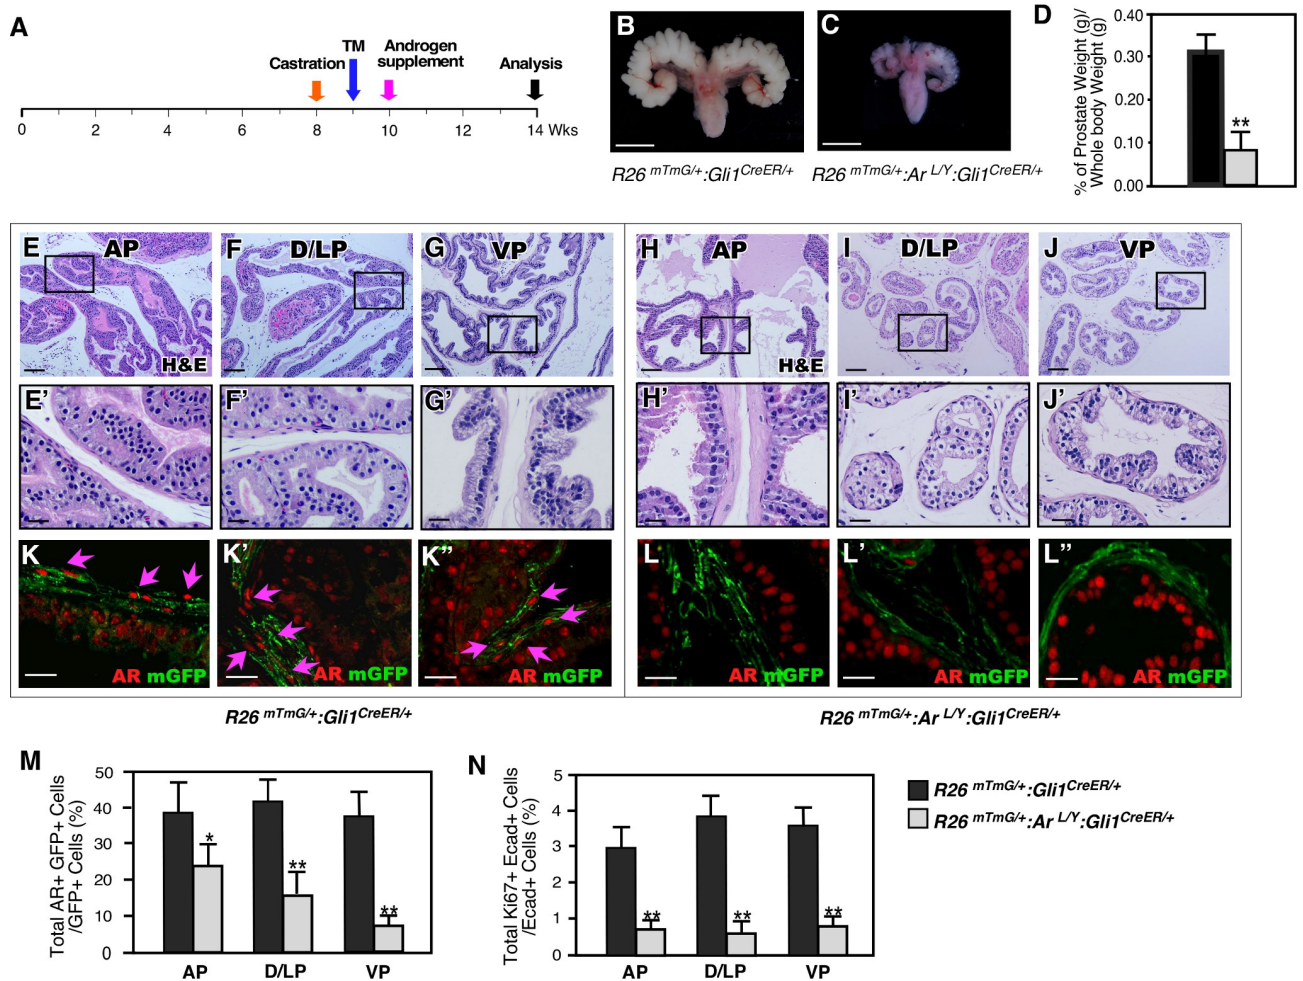 A
TM
Castration
Androgen
supplement
Analysis
0 2 4 6 8 10 12 14 Wks
B
R26 mTmG/+:Gli1CreER/+
C
R26 mTmG/+:Ar L/Y:Gli1CreER/+
D
% of Prostate Weight (g)/
Whole body Weight (g)
0.40
0.30
0.20
0.10
0.00
**
E AP
H&E
F D/LP
G VP
H AP
H&E
I D/LP
J VP
E'
F'
G'
H'
I'
J'
K
AR mGFP
K'
AR mGFP
K"
AR mGFP
L
AR mGFP
L'
AR mGFP
L"
AR mGFP
R26 mTmG/+:Gli1CreER/+
R26 mTmG/+:Ar L/Y:Gli1CreER/+
M
Total AR+ GFP+ Cells
/GFP+ Cells (%)
50
40
30
20
10
0
*
**
**
AP D/LP VP
N
Total Ki67+ Ecad+ Cells
/Ecad+ Cells (%)
5
4
3
2
1
0
**
**
**
AP D/LP VP
R26 mTmG/+:Gli1CreER/+
R26 mTmG/+:Ar L/Y:Gli1CreER/+